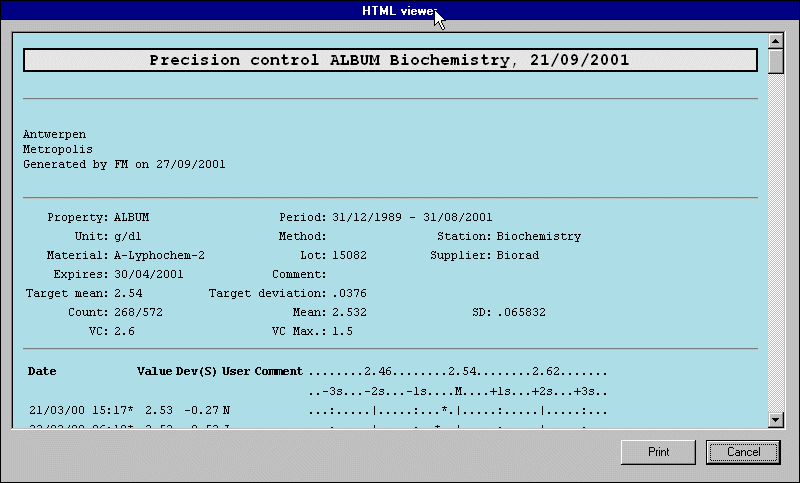 HTML viewer
Precision control ALBUM Biochemistry, 21/09/2001
Antwerpen
Metropolis
Generated by FM on 27/09/2001
Property: ALBUM Period: 31/12/1989 - 31/08/2001
Unit: g/dl Method: Station: Biochemistry
Material: A-Lyphochem-2 Lot: 15082 Supplier: Biorad
Expires: 30/04/2001 Comment:
Target mean: 2.54 Target deviation: .0376
Count: 268/572 Mean: 2.532 SD: .065832
VC: 2.6 VC Max.: 1.5
Date Value Dev(S) User Comment ........2.46........2.54........2.62.......
..-3s...-2s...-1s....M....+1s...+2s...+3s..
21/03/00 15:17* 2.53 -0.27 N ...:.....|.....:...*.|.....:.....|.....:...
Print Cancel